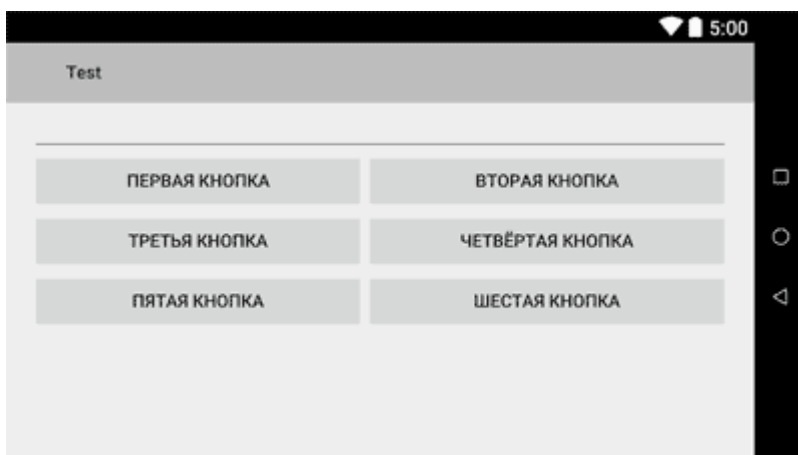 5:00
Test
ПЕРВАЯ КНОПКА ВТОРАЯ КНОПКА
ТРЕТЬЯ КНОПКА ЧЕТВЁРТАЯ КНОПКА
ПЯТАЯ КНОПКА ШЕСТАЯ КНОПКА